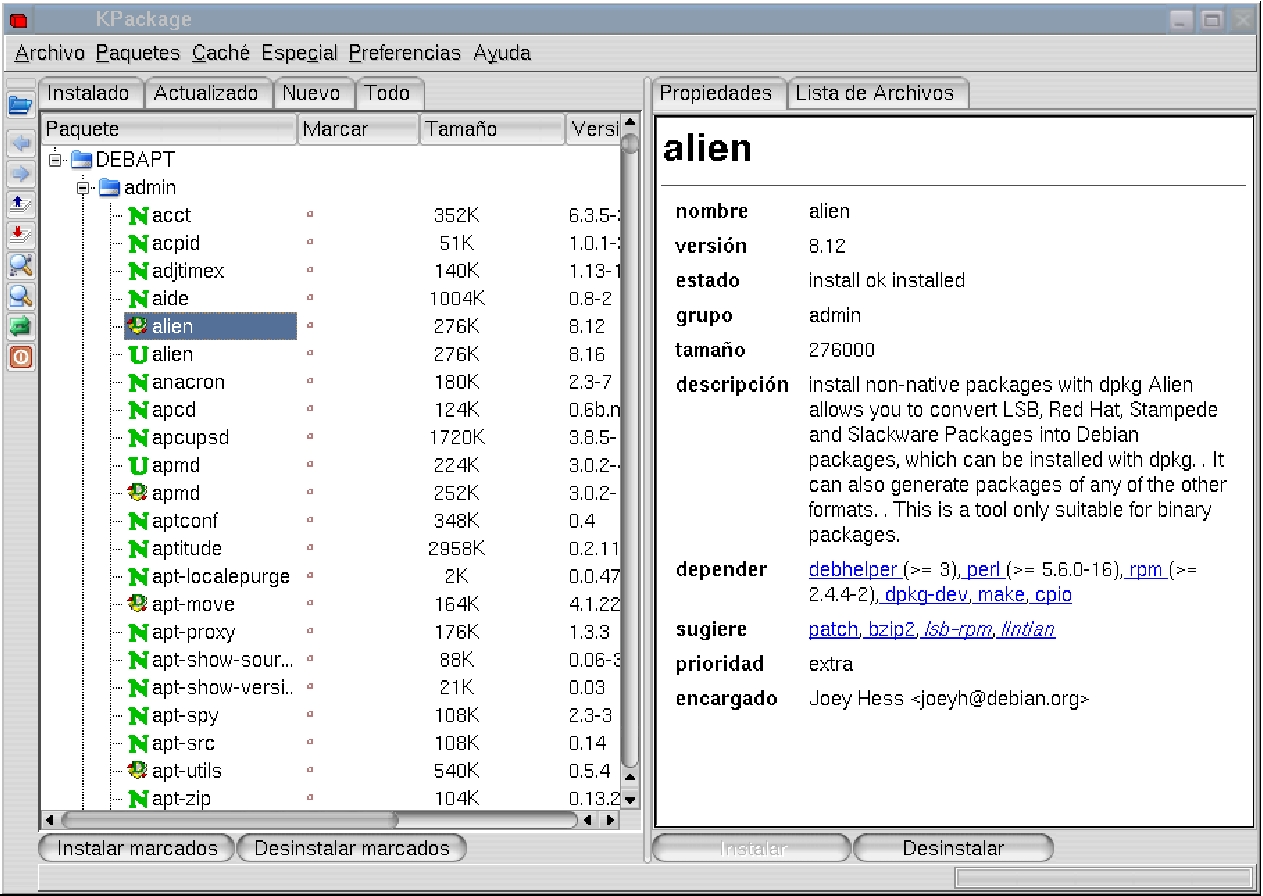 KPackage
Archivo Paquetes Caché Especial Preferencias Ayuda
Instalado Actualizado Nuevo Todo
Paquete Marcar Tamaño Versi
DEBAPT
admin
N acct 352K 6.3.5-
N acpid 51K 1.0.1-
N adjtimex 140K 1.13-1
N aide 1004K 0.8-2
alien 276K 8.12
U alien 276K 8.16
N anacron 180K 2.3-7
N apcd 124K 0.6b.n
N apcupsd 1720K 3.8.5-
U apmd 224K 3.0.2-
apmd 252K 3.0.2-
N aptconf 348K 0.4
N aptitude 2958K 0.2.11
N apt-localepurge 2K 0.0.47
apt-move 164K 4.1.22
N apt-proxy 176K 1.3.3
N apt-show-sour... 88K 0.06-3
N apt-show-versi.. 21K 0.03
N apt-spy 108K 2.3-3
N apt-src 108K 0.14
apt-utils 540K 0.5.4
N apt-zip 104K 0.13.2
Instalar marcados Desinstalar marcados
Propiedades Lista de Archivos
alien
nombre alien
versión 8.12
estado install ok installed
grupo admin
tamaño 276000
descripción install non-native packages with dpkg Alien
allows you to convert LSB, Red Hat, Stampede
and Slackware Packages into Debian
packages, which can be installed with dpkg. . It
can also generate packages of any of the other
formats. . This is a tool only suitable for binary
packages.
depender debhelper (>= 3), perl (>= 5.6.0-16), rpm (>=
2.4.4-2), dpkg-dev, make, cpio
sugiere patch, bzip2, lsb-rpm, lintian
prioridad extra
encargado Joey Hess <joeyh@debian.org>
Instalar Desinstalar